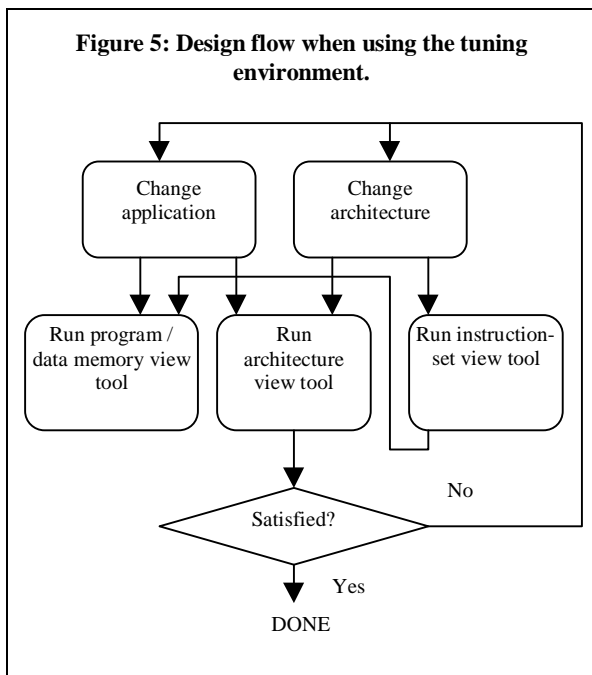 Figure 5: Design flow when using the tuning
environment.
Change
application
Change
architecture
Run program /
data memory view
tool
Run
architecture
view tool
Run instruction-
set view tool
No
Satisfied?
Yes
DONE